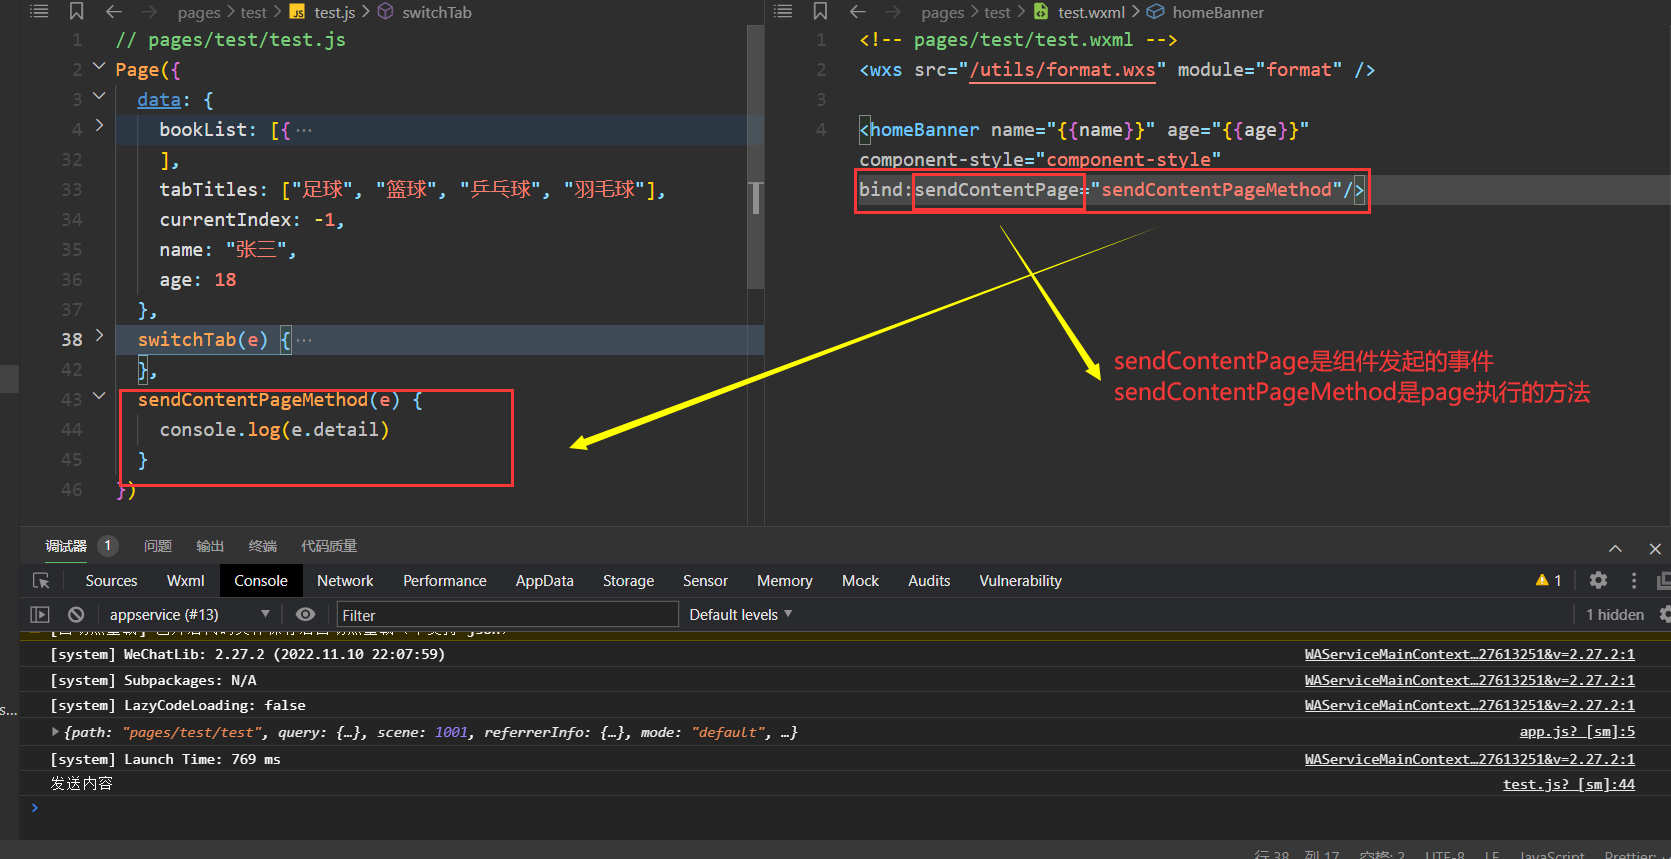 pages > test > JS test.js > switchTab
1 // pages/test/test.js
2 Page({
3 data: {
4 bookList: [{ ···
32 ],
33 tabTitles: ["足球", "篮球", "乒乓球", "羽毛球"],
34 currentIndex: -1,
35 name: "张三",
36 age: 18
37 },
38 switchTab(e) { ···
42 },
43 sendContentPageMethod(e) {
44 console.log(e.detail)
45 }
46 })
pages > test > test.wxml > homeBanner
1 <!-- pages/test/test.wxml -->
2 <wxs src="/utils/format.wxs" module="format" />
3
4 <homeBanner name="{{name}}" age="{{age}}"
component-style="component-style"
bind:sendContentPage="sendContentPageMethod"/>
sendContentPage是组件发起的事件
sendContentPageMethod是page执行的方法
调试器 1 问题 输出 终端 代码质量
Sources Wxml Console Network Performance AppData Storage Sensor Memory Mock Audits Vulnerability 1
appservice (#13) Filter Default levels 1 hidden
[system] WeChatLib: 2.27.2 (2022.11.10 22:07:59) WAServiceMainContext…27613251&v=2.27.2:1
[system] Subpackages: N/A WAServiceMainContext…27613251&v=2.27.2:1
s... [system] LazyCodeLoading: false WAServiceMainContext…27613251&v=2.27.2:1
{path: "pages/test/test", query: {…}, scene: 1001, referrerInfo: {…}, mode: "default", …} app.js? [sm]:5
[system] Launch Time: 769 ms WAServiceMainContext…27613251&v=2.27.2:1
发送内容 test.js? [sm]:44
行 38, 列 17 空格: 2 UTF-8 LF JavaScript Prettier: